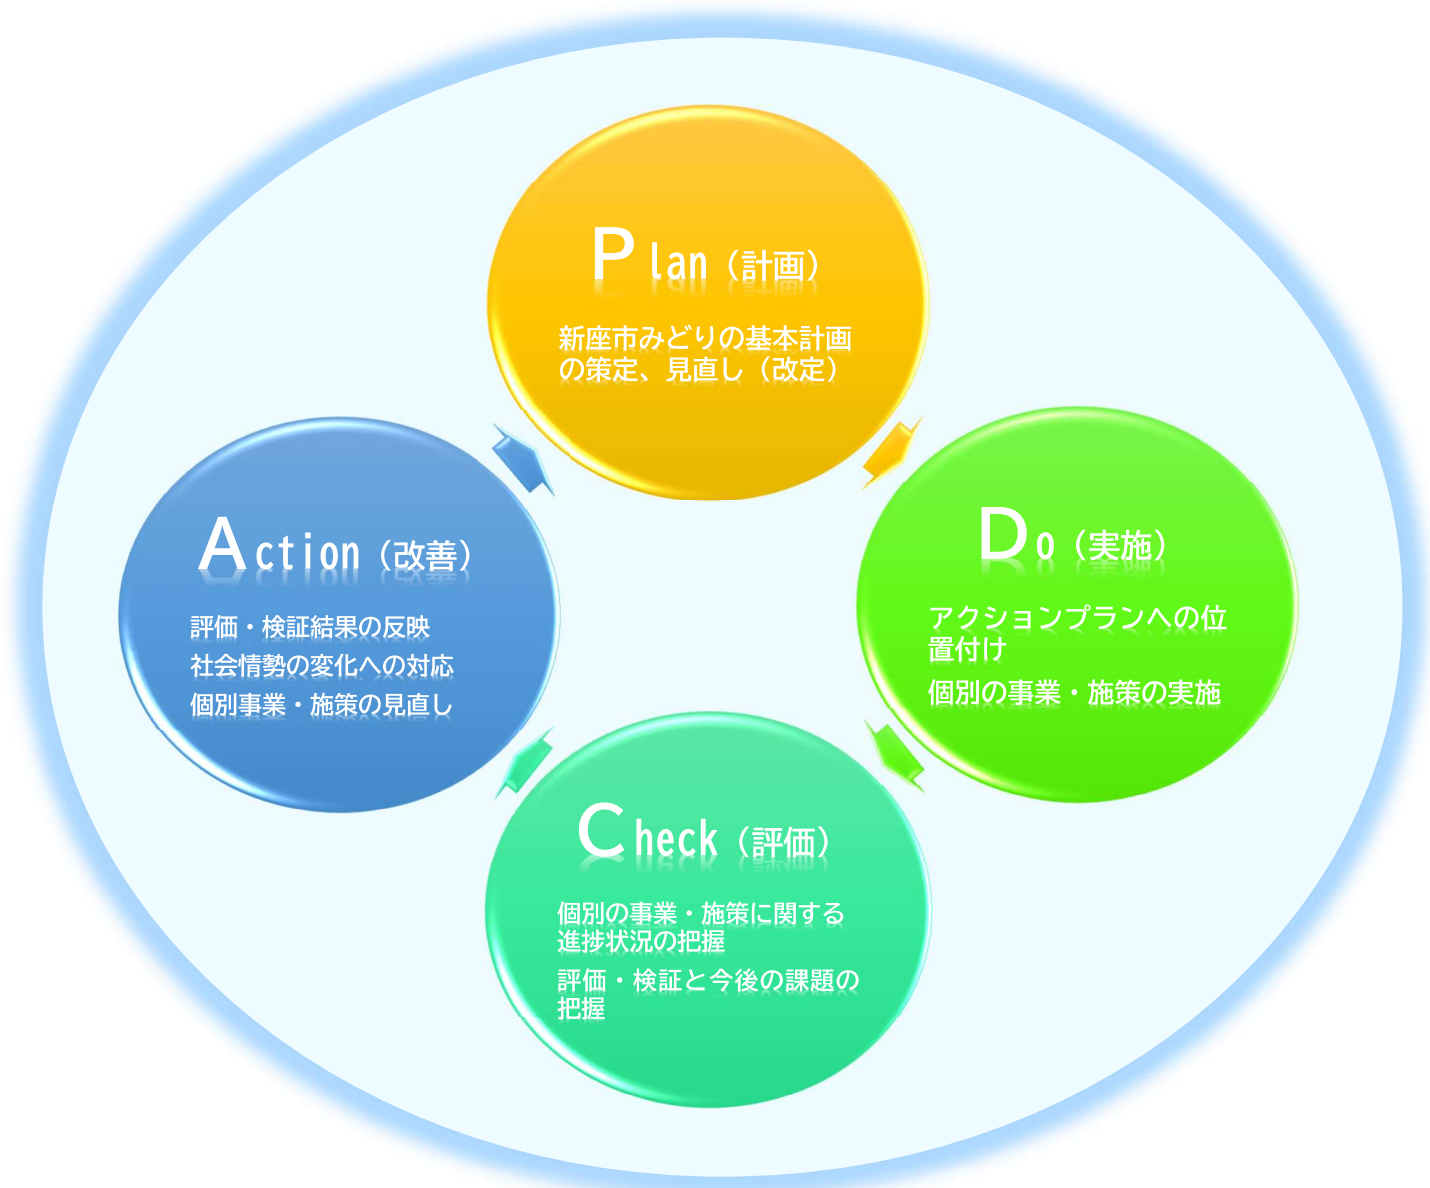 Plan（計画）
新座市みどりの基本計画
の策定、見直し（改定）
Do（実施）
アクションプランへの位
置付け
個別の事業・施策の実施
Check（評価）
個別の事業・施策に関する
進捗状況の把握
評価・検証と今後の課題の
把握
Action（改善）
評価・検証結果の反映
社会情勢の変化への対応
個別事業・施策の見直し